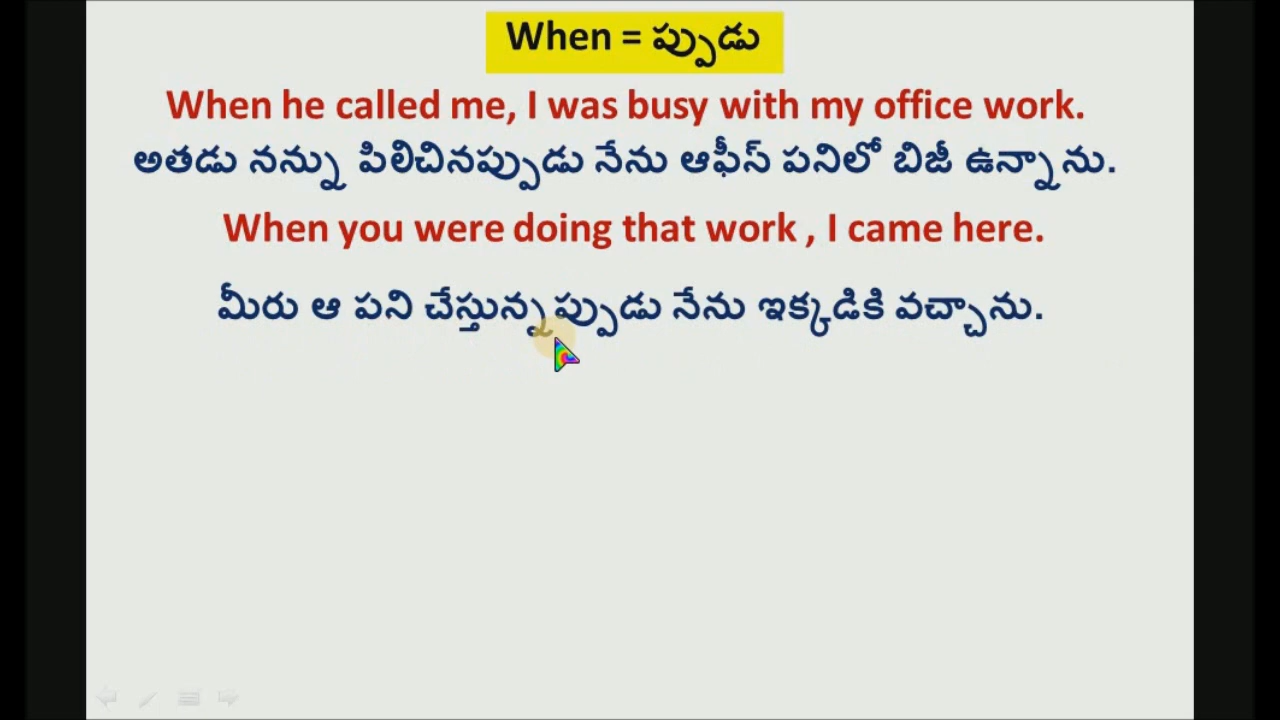 When = ప్పుడు
When he called me, I was busy with my office work.
అతడు నన్ను పిలిచినప్పుడు నేను ఆఫీస్ పనిలో బిజీ ఉన్నాను.
When you were doing that work , I came here.
మీరు ఆ పని చేస్తున్నప్పుడు నేను ఇక్కడికి వచ్చాను.